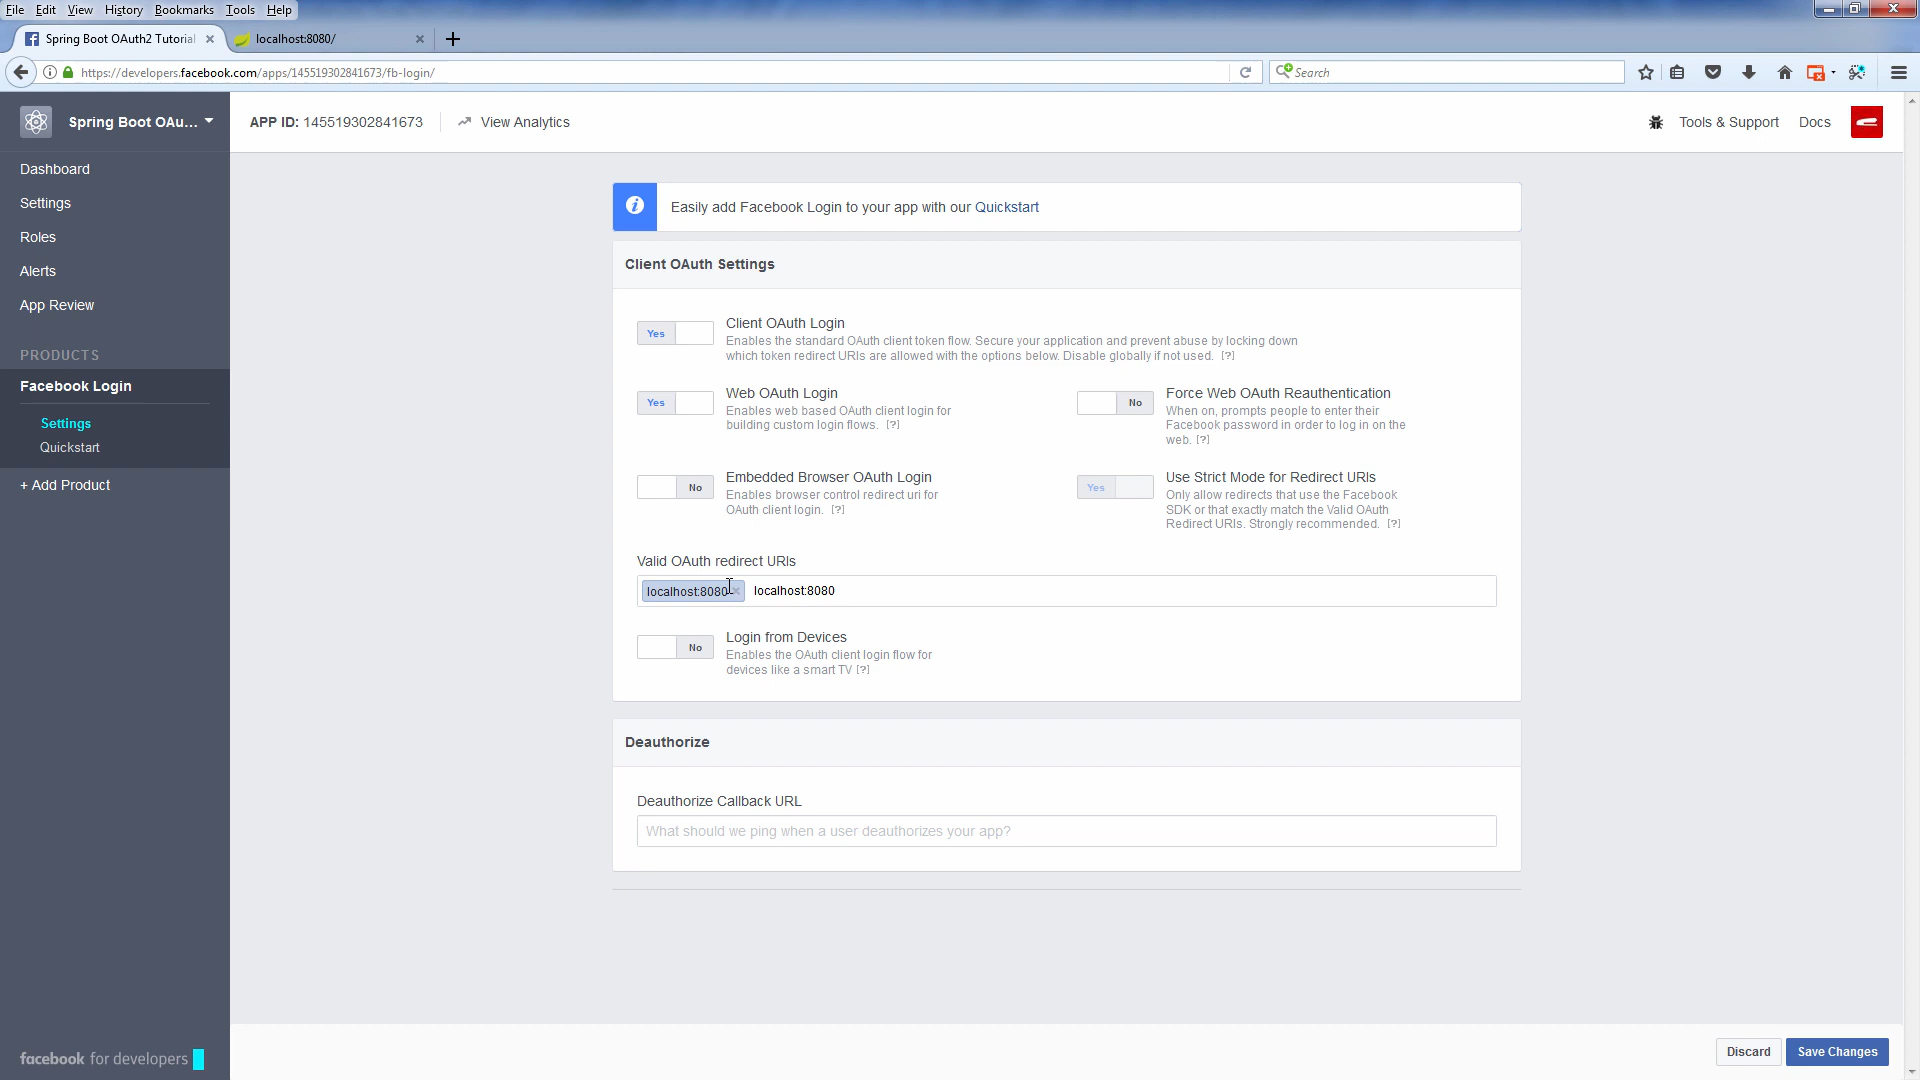 File Edit View History Bookmarks Tools Help
Spring Boot OAuth2 Tutorial
localhost:8080/
https://developers.facebook.com/apps/145519302841673/fb-login/
Search
Spring Boot OAu...
APP ID: 145519302841673
View Analytics
Tools & Support
Docs
Dashboard
Settings
Roles
Alerts
App Review
PRODUCTS
Facebook Login
Settings
Quickstart
+ Add Product
Easily add Facebook Login to your app with our Quickstart
Client OAuth Settings
Yes
Client OAuth Login
Enables the standard OAuth client token flow. Secure your application and prevent abuse by locking down
which token redirect URIs are allowed with the options below. Disable globally if not used. [?]
Yes
Web OAuth Login
Enables web based OAuth client login for
building custom login flows. [?]
No
Force Web OAuth Reauthentication
When on, prompts people to enter their
Facebook password in order to log in on the
web. [?]
No
Embedded Browser OAuth Login
Enables browser control redirect uri for
OAuth client login. [?]
Yes
Use Strict Mode for Redirect URIs
Only allow redirects that use the Facebook
SDK or that exactly match the Valid OAuth
Redirect URIs. Strongly recommended. [?]
Valid OAuth redirect URIs
localhost:8080 localhost:8080
No
Login from Devices
Enables the OAuth client login flow for
devices like a smart TV [?]
Deauthorize
Deauthorize Callback URL
What should we ping when a user deauthorizes your app?
facebook for developers
Discard
Save Changes